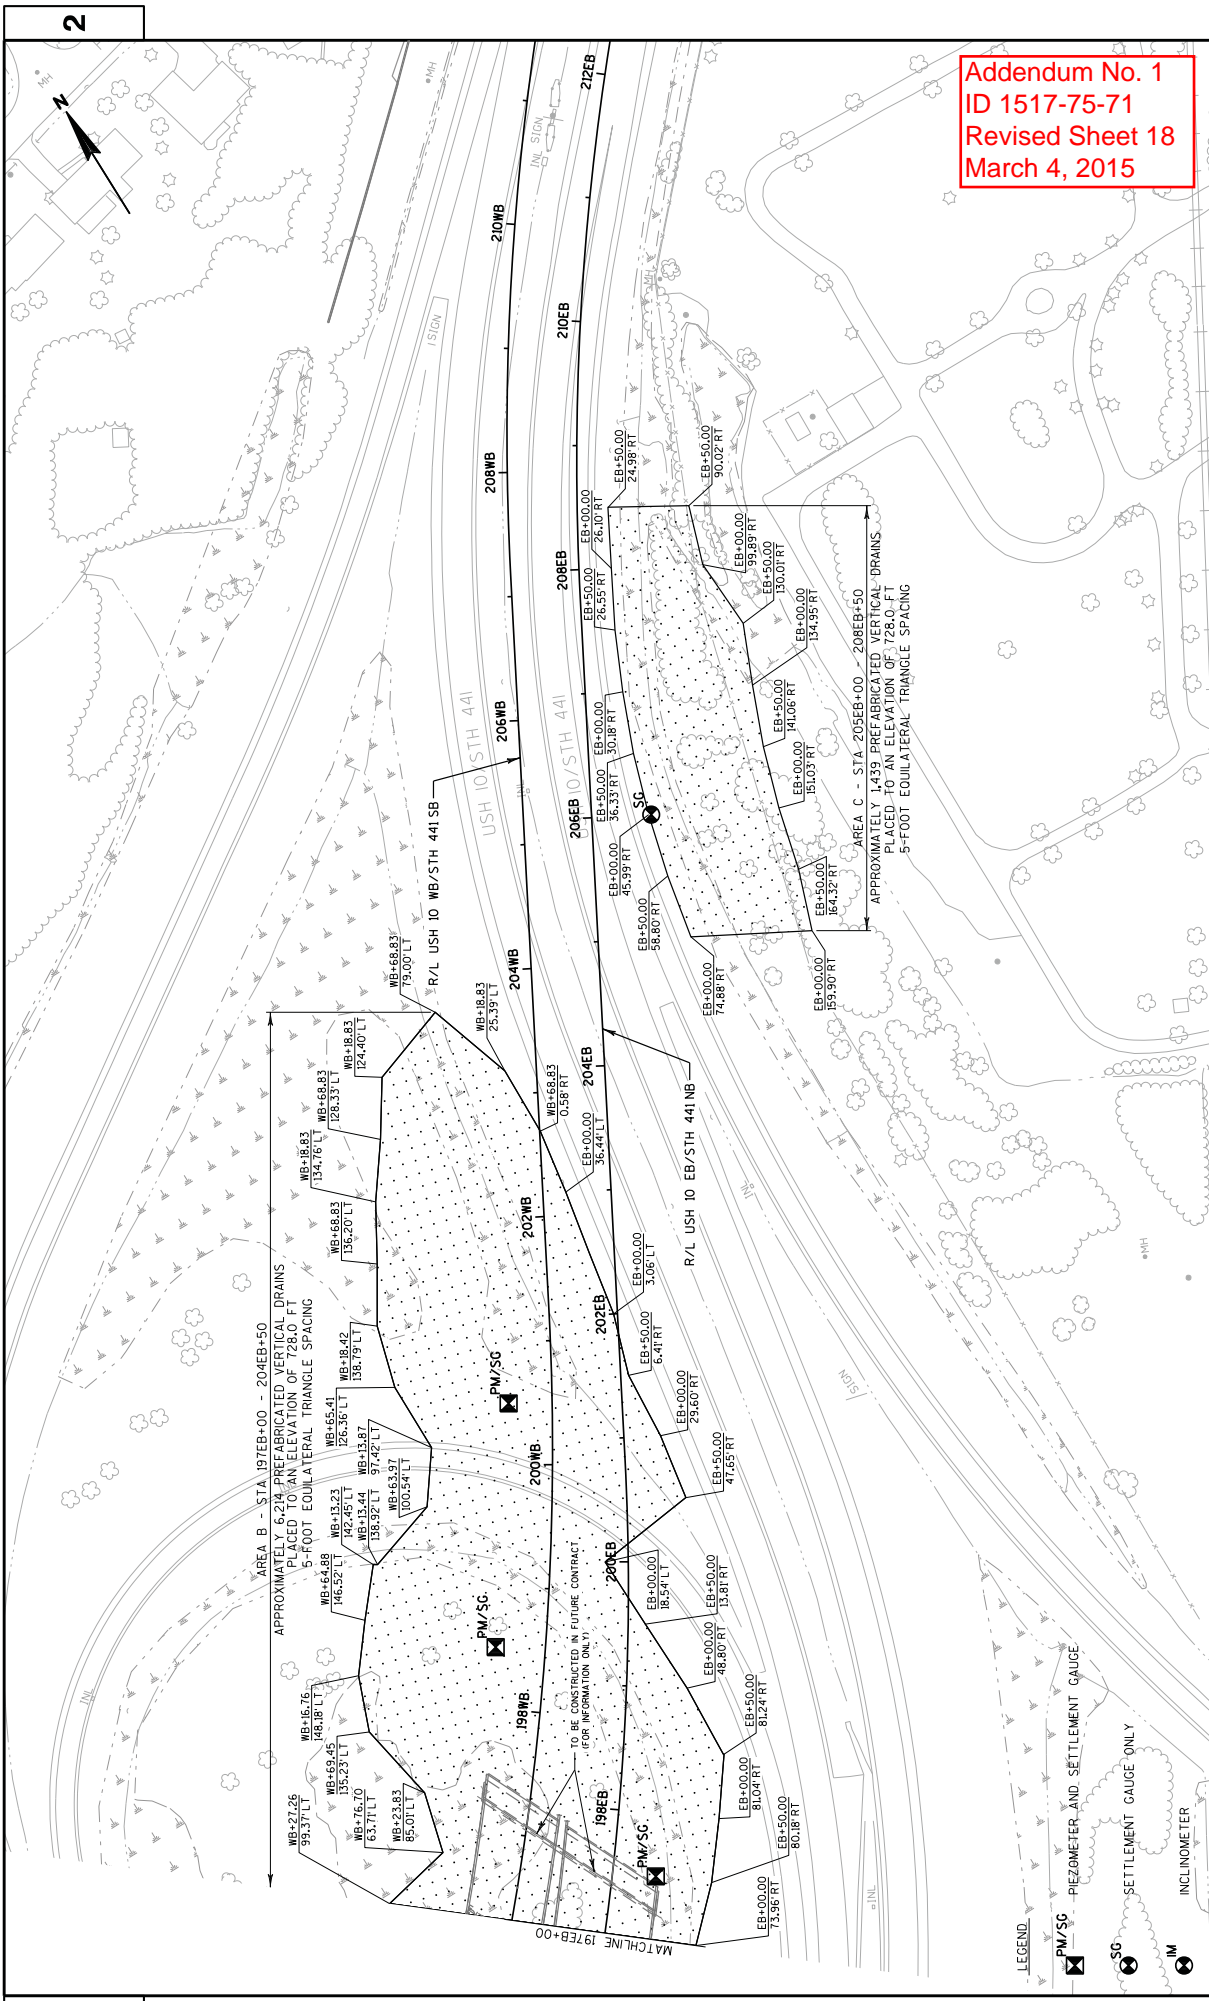 2
Addendum No. 1
ID 1517-75-71
Revised Sheet 18
March 4, 2015
N
MH
MH
INL SIGN
I SIGN
212EB
210WB
210EB
208WB
208EB
206WB
206EB
204WB
204EB
202WB
202EB
200WB
200EB
198WB
198EB
USH 10/STH 441
USH 10/STH 441
R/L USH 10 WB/STH 441 SB
R/L USH 10 EB/STH 441 NB
MH
INL
INL
SIGN
INL
INL
MH
AREA B - STA 197EB+00 - 204EB+50
APPROXIMATELY 6,214 PREFABRICATED VERTICAL DRAINS
PLACED TO AN ELEVATION OF 728.0 FT
5-FOOT EQUILATERAL TRIANGLE SPACING
WB+27.26
99.37' LT
WB+76.70
63.71' LT
WB+23.83
85.01' LT
WB+69.45
135.23' LT
WB+16.76
148.18' LT
WB+64.88
146.52' LT
WB+13.23
142.45' LT
WB+13.44
138.92' LT
WB+63.97
100.54' LT
WB+13.87
97.42' LT
WB+65.41
126.36' LT
WB+18.42
138.79' LT
WB+68.83
136.20' LT
WB+18.83
134.76' LT
WB+68.83
128.33' LT
WB+18.83
124.40' LT
WB+68.83
79.00' LT
WB+18.83
25.39' LT
WB+68.83
0.58' RT
EB+00.00
36.44' LT
EB+00.00
3.06' LT
EB+50.00
6.41' RT
EB+00.00
29.60' RT
EB+50.00
47.65' RT
EB+00.00
18.54' LT
EB+50.00
13.81' RT
EB+00.00
48.80' RT
EB+50.00
81.24' RT
EB+00.00
81.04' RT
EB+50.00
80.18' RT
EB+00.00
73.96' RT
MATCHLINE 197EB+00
TO BE CONSTRUCTED IN FUTURE CONTRACT
(FOR INFORMATION ONLY)
PM/SG
PM/SG
PM/SG
SG
AREA C - STA 205EB+00 - 208EB+50
APPROXIMATELY 1,439 PREFABRICATED VERTICAL DRAINS
PLACED TO AN ELEVATION OF 728.0 FT
5-FOOT EQUILATERAL TRIANGLE SPACING
EB+00.00
74.88' RT
EB+50.00
58.80' RT
EB+00.00
45.99' RT
EB+50.00
36.33' RT
EB+00.00
30.18' RT
EB+50.00
26.55' RT
EB+00.00
26.10' RT
EB+50.00
24.98' RT
EB+50.00
90.02' RT
EB+00.00
99.89' RT
EB+50.00
130.01' RT
EB+00.00
134.95' RT
EB+50.00
141.06' RT
EB+00.00
151.03' RT
EB+50.00
164.32' RT
EB+00.00
159.90' RT
LEGEND
PM/SG PIEZOMETER AND SETTLEMENT GAUGE
SG SETTLEMENT GAUGE ONLY
IM INCLINOMETER